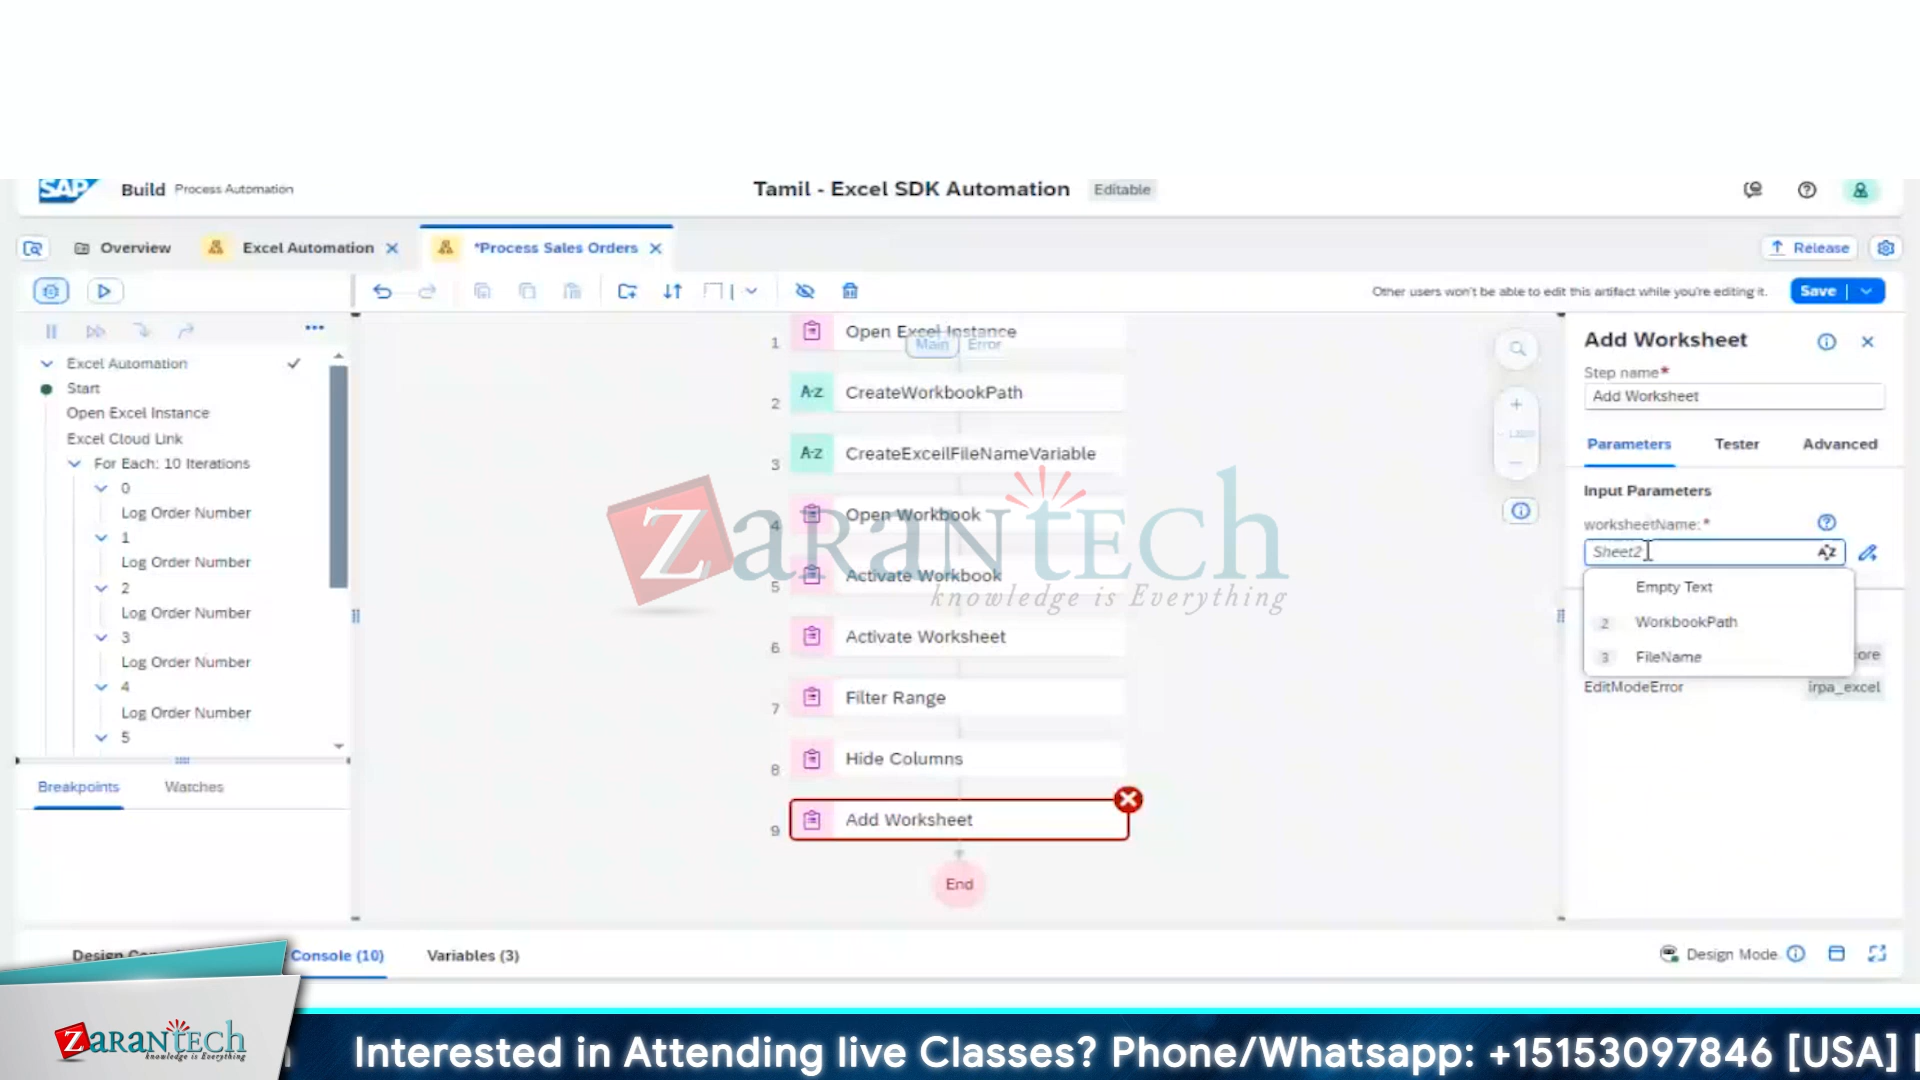 SAP Build Process Automation
Tamil - Excel SDK Automation Editable
Overview
Excel Automation
*Process Sales Orders
Release
Other users won't be able to edit this artifact while you're editing it.
Save
Excel Automation
Start
Open Excel Instance
Excel Cloud Link
For Each: 10 Iterations
0
Log Order Number
1
Log Order Number
2
Log Order Number
3
Log Order Number
4
Log Order Number
5
Breakpoints
Watches
Main
Error
1 Open Excel Instance
2 CreateWorkbookPath
3 CreateExceilFileNameVariable
4 Open Workbook
5 Activate Workbook
6 Activate Worksheet
7 Filter Range
8 Hide Columns
9 Add Worksheet
End
ZaranTech
knowledge is Everything
Add Worksheet
Step name*
Add Worksheet
Parameters Tester Advanced
Input Parameters
worksheetName: *
Sheet2
Empty Text
2 WorkbookPath
3 FileName
ore
EditModeError irpa_excel
Console (10)
Variables (3)
Design Mode
ZaranTech
knowledge is Everything
Interested in Attending live Classes? Phone/Whatsapp: +15153097846 [USA] |